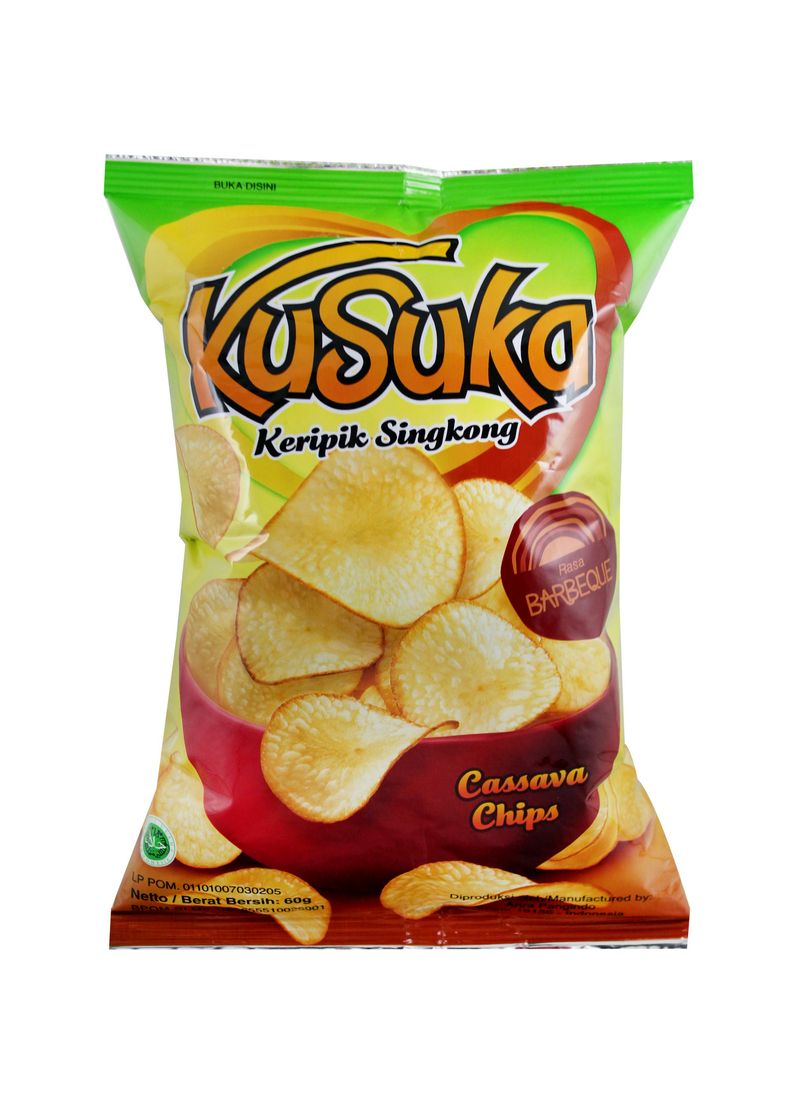 BUKA DISINI
KuSuka
Keripik Singkong
Rasa
BARBEQUE
Cassava
Chips
LP POM. 01101007030205
Netto / Berat Bersih: 60g
Diproduksi oleh/Manufactured by:
- Indonesia